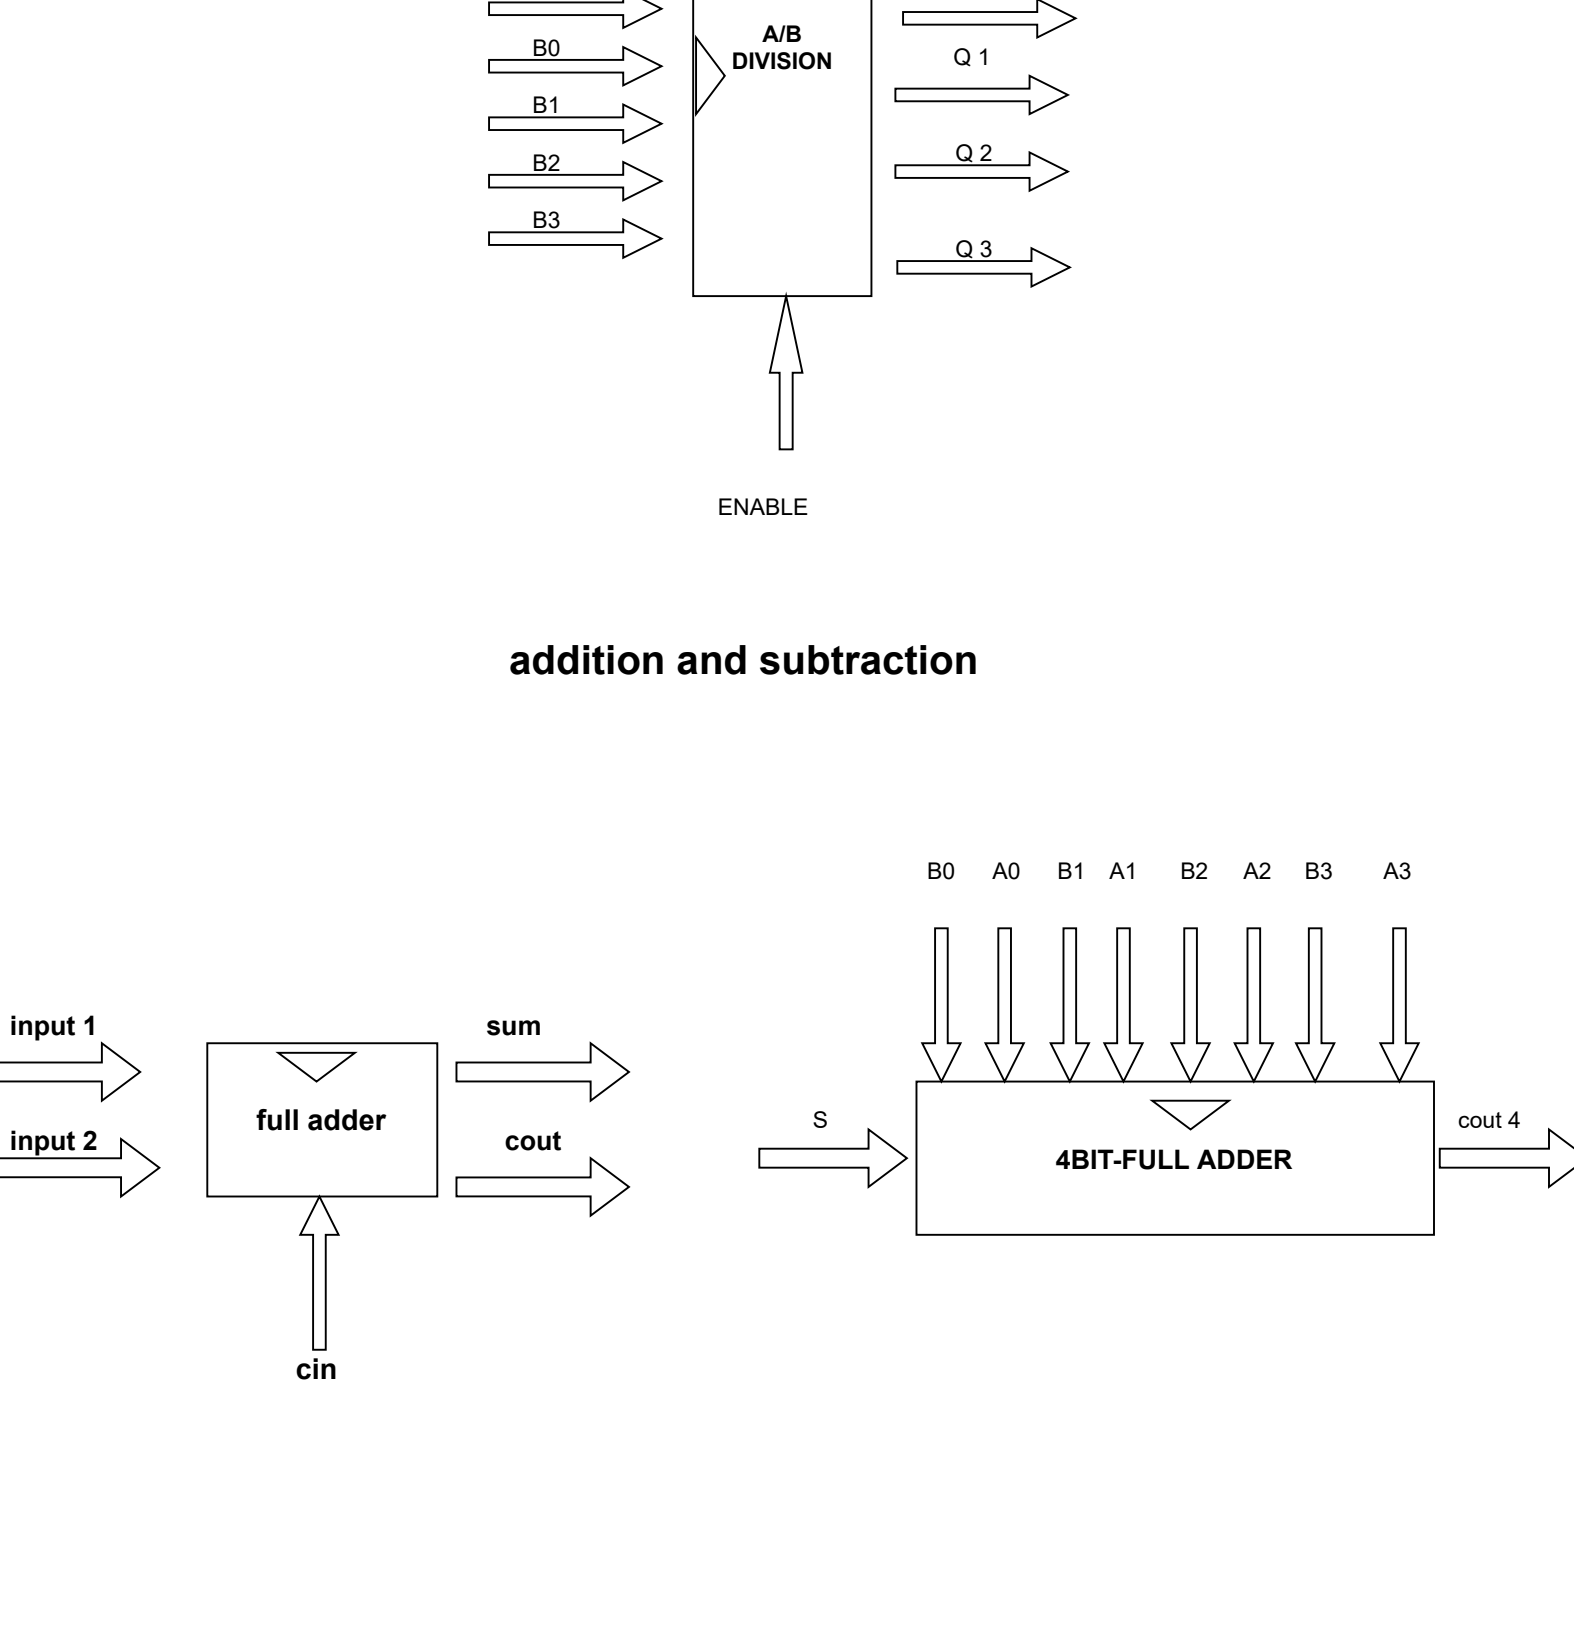 A/B
DIVISION
B0
B1
B2
B3
Q 1
Q 2
Q 3
ENABLE
addition and subtraction
B0 A0 B1 A1 B2 A2 B3 A3
input 1
input 2
full adder
sum
cout
cin
S
4BIT-FULL ADDER
cout 4